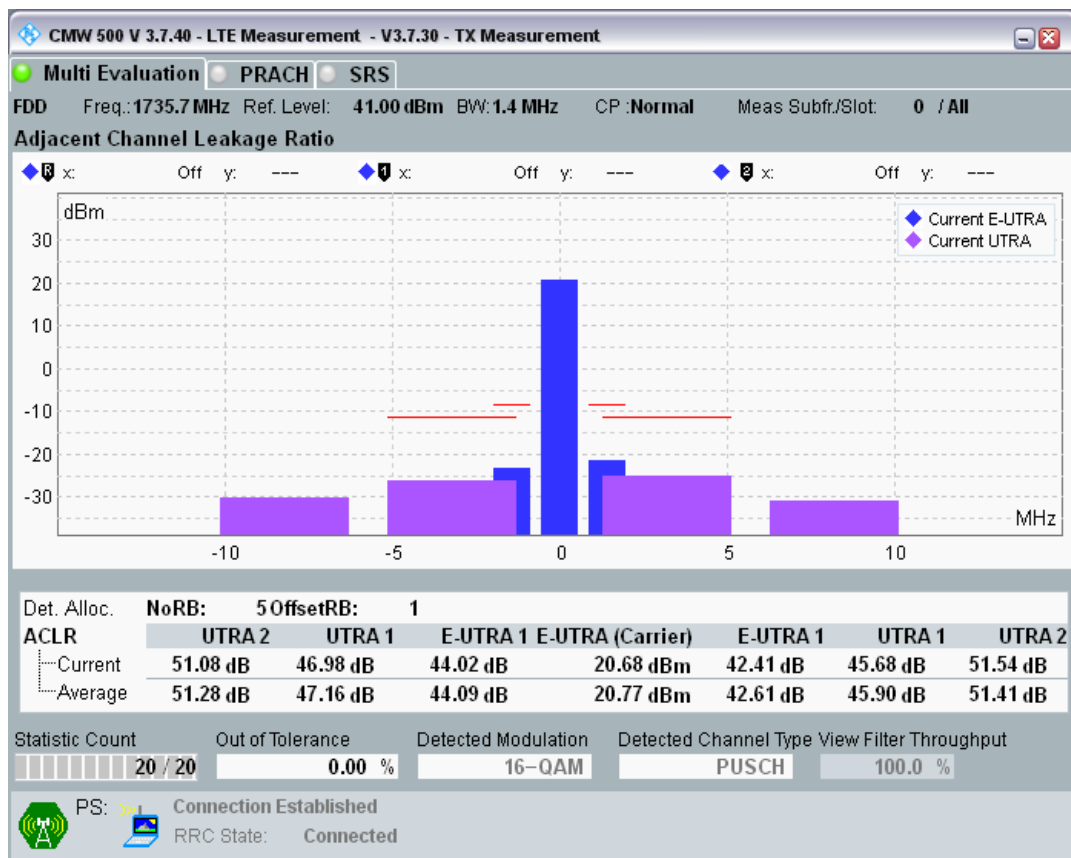 CMW 500 V 3.7.40 - LTE Measurement - V3.7.30 - TX Measurement
Multi Evaluation PRACH SRS
FDD Freq.: 1735.7 MHz Ref. Level: 41.00 dBm BW: 1.4 MHz CP : Normal Meas Subfr./Slot: 0 / All
Adjacent Channel Leakage Ratio
R x: Off y: --- 1 x: Off y: --- 2 x: Off y: ---
dBm
Current E-UTRA
Current UTRA
30
20
10
0
-10
-20
-30
MHz
-10 -5 0 5 10
Det. Alloc. NoRB: 5 OffsetRB: 1
ACLR UTRA 2 UTRA 1 E-UTRA 1 E-UTRA (Carrier) E-UTRA 1 UTRA 1 UTRA 2
Current 51.08 dB 46.98 dB 44.02 dB 20.68 dBm 42.41 dB 45.68 dB 51.54 dB
Average 51.28 dB 47.16 dB 44.09 dB 20.77 dBm 42.61 dB 45.90 dB 51.41 dB
Statistic Count Out of Tolerance Detected Modulation Detected Channel Type View Filter Throughput
20 / 20 0.00 % 16-QAM PUSCH 100.0 %
PS: Connection Established
RRC State: Connected